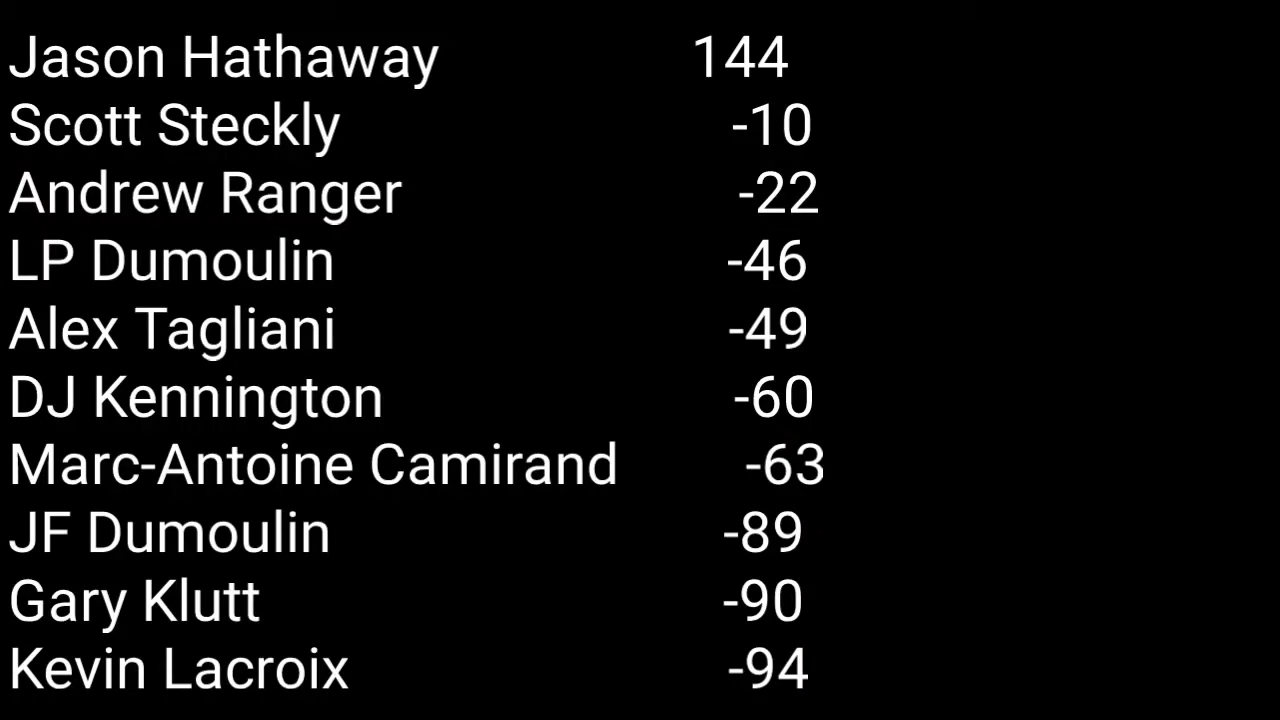 Jason Hathaway 144
Scott Steckly -10
Andrew Ranger -22
LP Dumoulin -46
Alex Tagliani -49
DJ Kennington -60
Marc-Antoine Camirand -63
JF Dumoulin -89
Gary Klutt -90
Kevin Lacroix -94